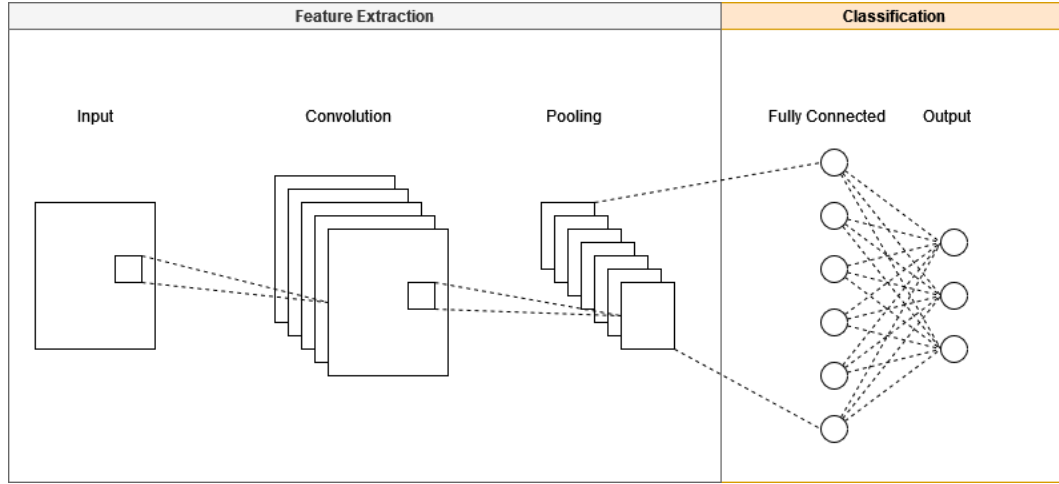 Feature Extraction
Classification
Input
Convolution
Pooling
Fully Connected
Output